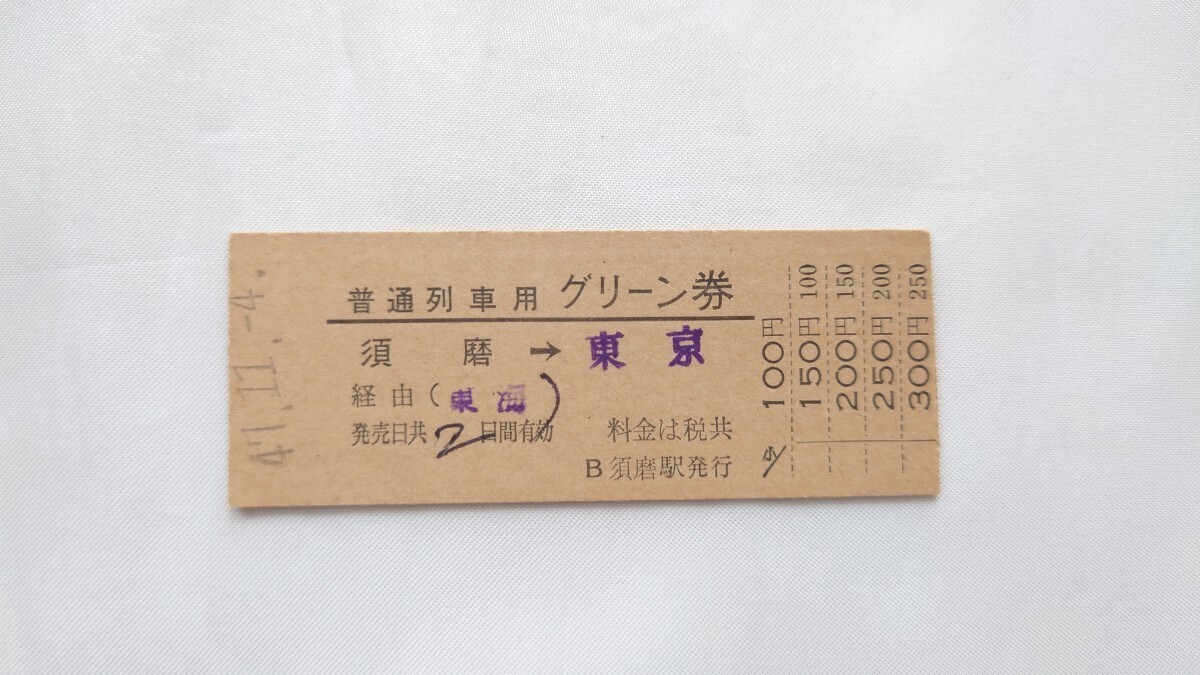 47.11.-4.
普通列車用 グリーン券
須磨 → 東京
経由(東海)
発売日共2日間有効 料金は税共
B須磨駅発行
100円
150円 100
200円 150
250円 200
300円 250